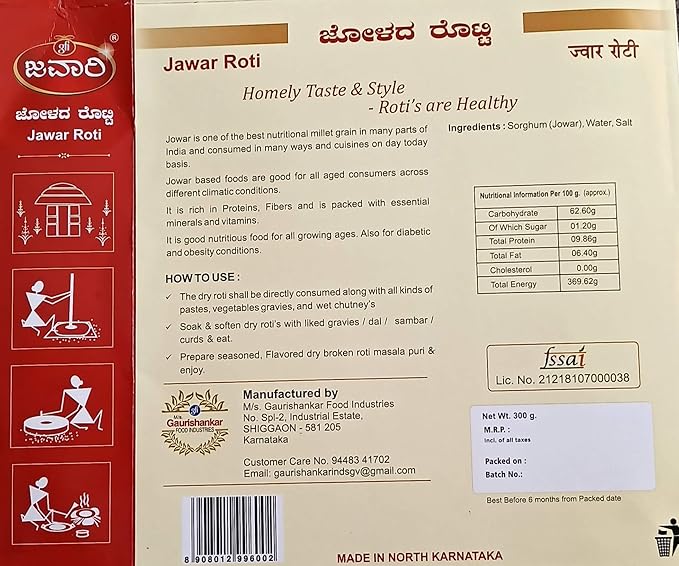 gfi
®
ಜವಾರಿ
ಜೋಳದ ರೊಟ್ಟಿ
Jawar Roti
ಜೋಳದ ರೊಟ್ಟಿ
Jawar Roti
ज्वार रोटी
Homely Taste & Style
- Roti's are Healthy
Jowar is one of the best nutritional millet grain in many parts of
India and consumed in many ways and cuisines on day today
basis.
Jowar based foods are good for all aged consumers across
different climatic conditions.
It is rich in Proteins, Fibers and is packed with essential
minerals and vitamins.
It is good nutritious food for all growing ages. Also for diabetic
and obesity conditions.
HOW TO USE :
✓ The dry roti shall be directly consumed along with all kinds of
pastes, vegetables gravies, and wet chutney's
✓ Soak & soften dry roti's with liked gravies / dal / sambar /
curds & eat.
✓ Prepare seasoned, Flavored dry broken roti masala puri &
enjoy.
Ingredients : Sorghum (Jowar), Water, Salt
Nutritional Information Per 100 g. (approx.)
Carbohydrate 62.60g
Of Which Sugar 01.20g
Total Protein 09.86g
Total Fat 06.40g
Cholesterol 0.00g
Total Energy 369.62g
fssai
Lic. No. 21218107000038
gfi
M/s.
Gaurishankar
FOOD INDUSTRIES
Manufactured by
M/s. Gaurishankar Food Industries
No. Spl-2, Industrial Estate,
SHIGGAON - 581 205
Karnataka
Customer Care No. 94483 41702
Email: gaurishankarindsgv@gmail.com
Net Wt. 300 g.
M.R.P. :
Incl. of all taxes
Packed on :
Batch No.:
Best Before 6 months from Packed date
8908012996002
MADE IN NORTH KARNATAKA